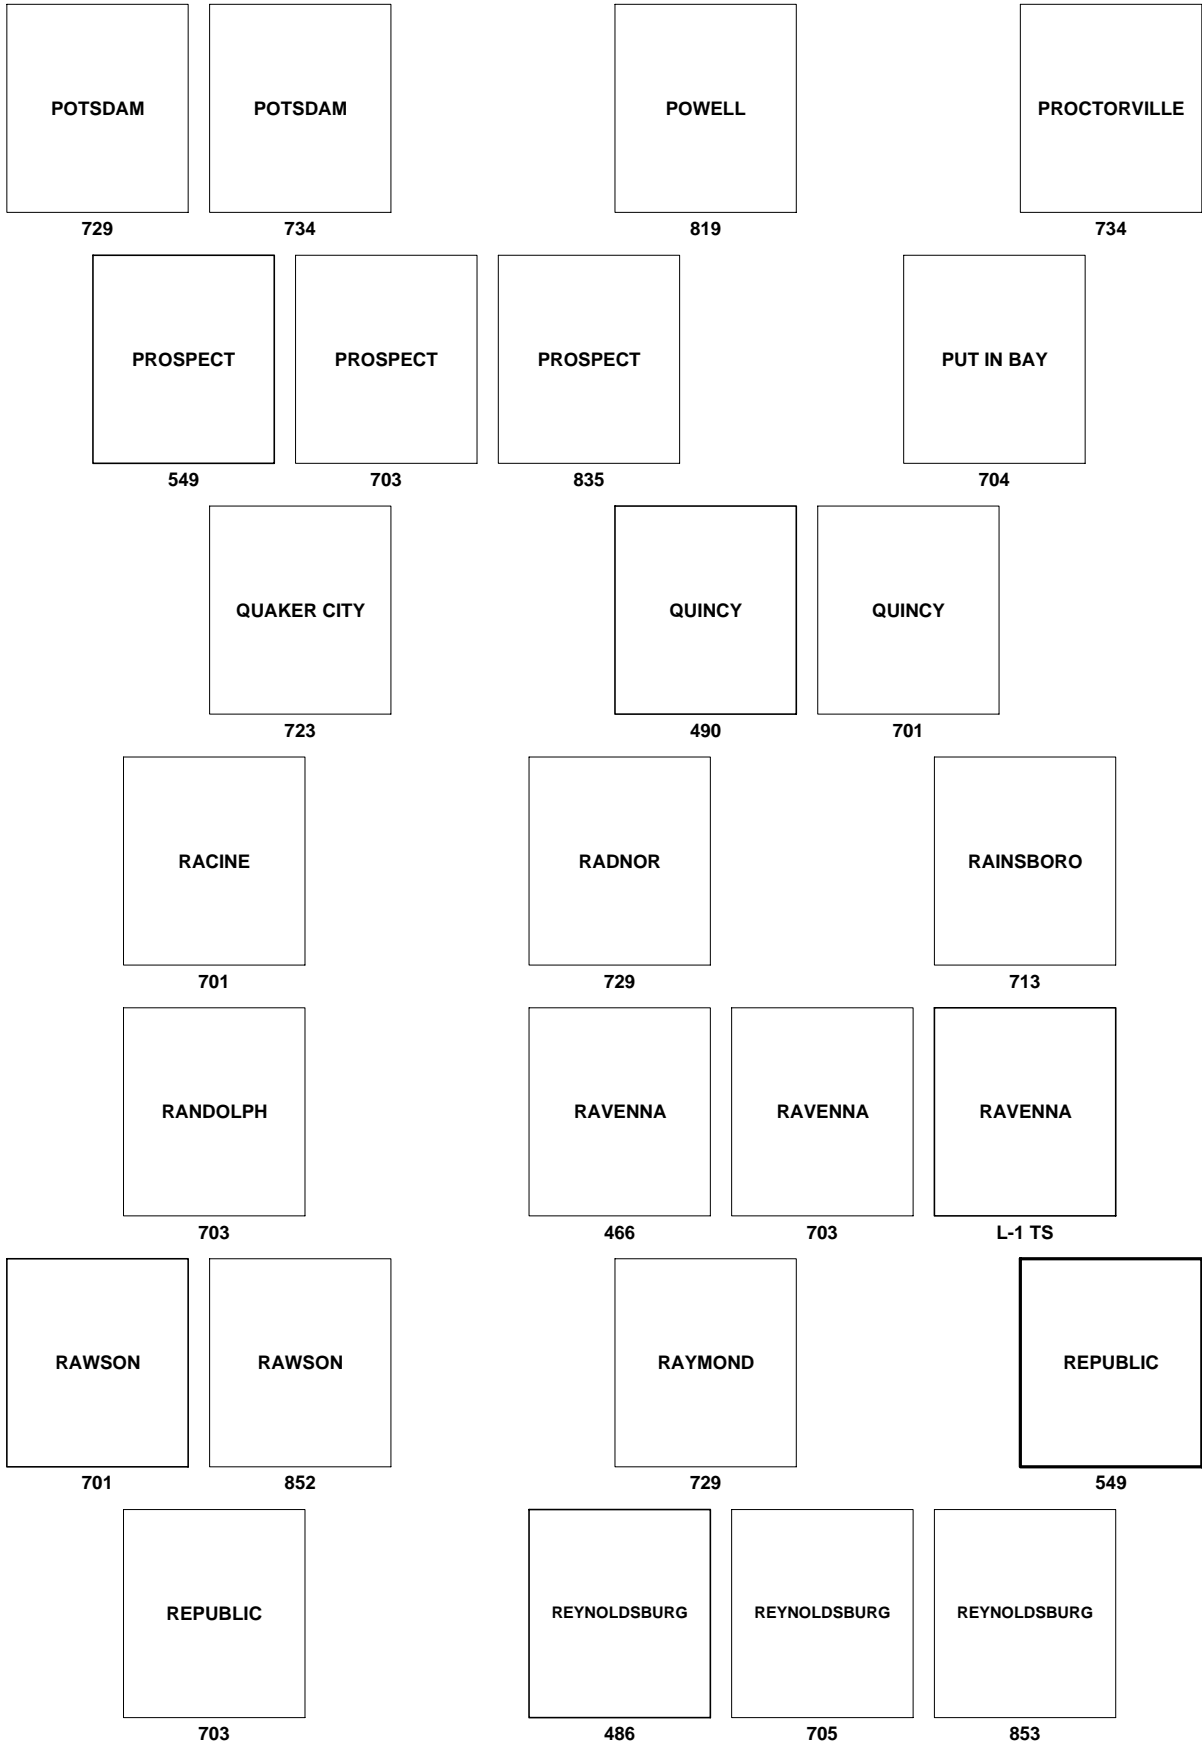 POTSDAM POTSDAM POWELL PROCTORVILLE
729 734 819 734
PROSPECT PROSPECT PROSPECT PUT IN BAY
549 703 835 704
QUAKER CITY QUINCY QUINCY
723 490 701
RACINE RADNOR RAINSBORO
701 729 713
RANDOLPH RAVENNA RAVENNA RAVENNA
703 466 703 L-1 TS
RAWSON RAWSON RAYMOND REPUBLIC
701 852 729 549
REPUBLIC REYNOLDSBURG REYNOLDSBURG REYNOLDSBURG
703 486 705 853